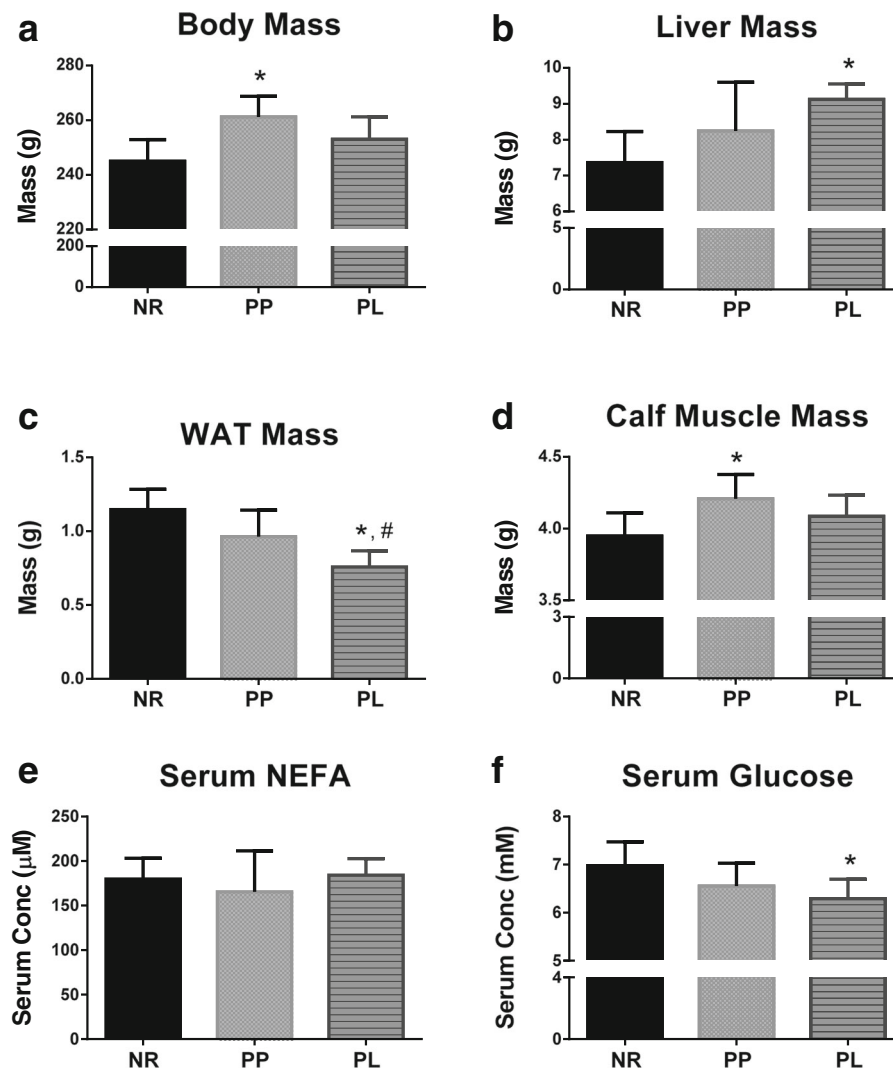 a
Body Mass
Mass (g)
280
260
240
220
200
0
*
NR PP PL
b
Liver Mass
Mass (g)
10
9
8
7
6
5
0
*
NR PP PL
c
WAT Mass
Mass (g)
1.5
1.0
0.5
0.0
*, #
NR PP PL
d
Calf Muscle Mass
Mass (g)
4.5
4.0
3.5
3
0
*
NR PP PL
e
Serum NEFA
Serum Conc (μM)
250
200
150
100
50
0
NR PP PL
f
Serum Glucose
Serum Conc (mM)
8
7
6
5
4
0
*
NR PP PL